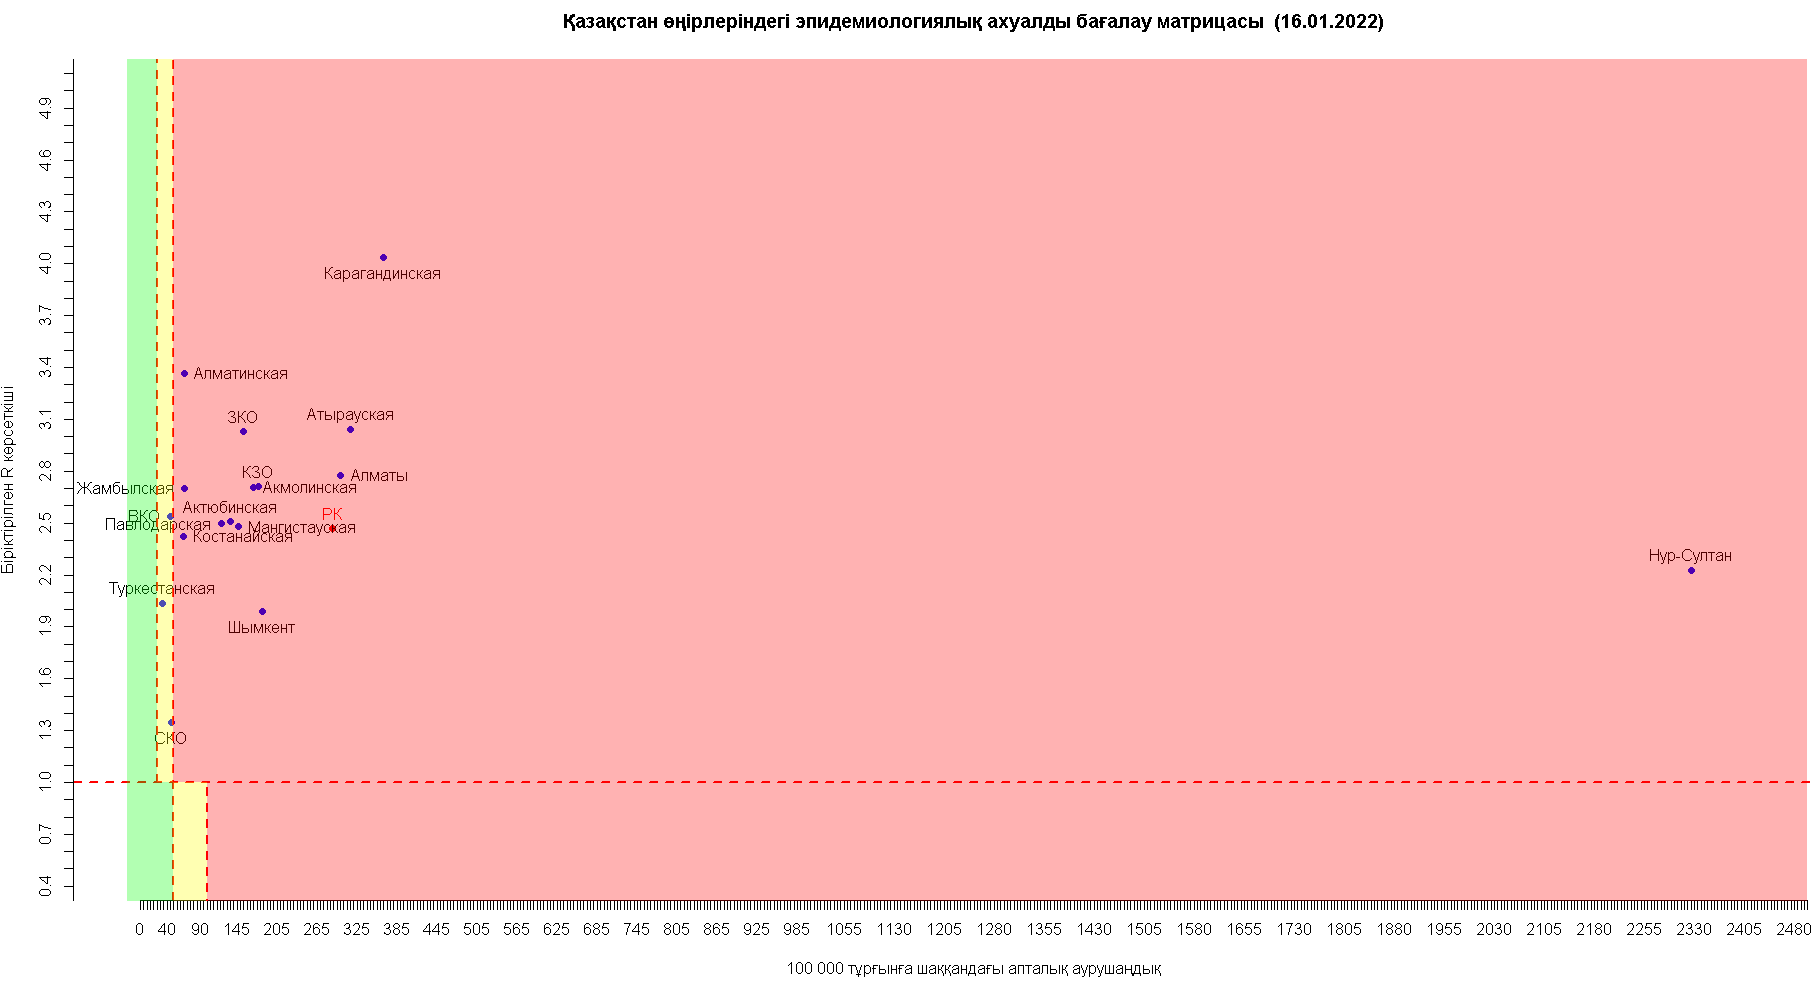 Қазақстан өңірлеріндегі эпидемиологиялық ахуалды бағалау матрицасы (16.01.2022)
Біріктірілген R көрсеткіші
4.9
4.6
4.3
4.0
3.7
3.4
3.1
2.8
2.5
2.2
1.9
1.6
1.3
1.0
0.7
0.4
Карагандинская
Алматинская
ЗКО
Атырауская
КЗО
Алматы
Жамбылская
Акмолинская
Актюбинская
РК
ВКО
Павлодарская
Мангистауская
Костанайская
Нур-Султан
Туркестанская
Шымкент
СКО
0 40 90 145 205 265 325 385 445 505 565 625 685 745 805 865 925 985 1055 1130 1205 1280 1355 1430 1505 1580 1655 1730 1805 1880 1955 2030 2105 2180 2255 2330 2405 2480
100 000 тұрғынға шаққандағы апталық аурушаңдық